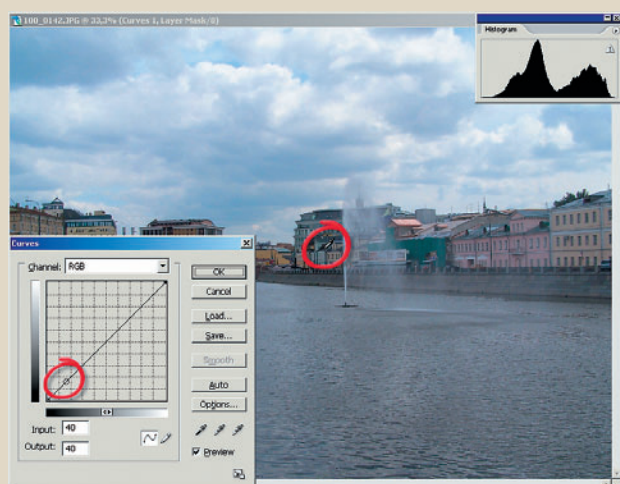 100_0142.JPG @ 33,3% (Curves 1, Layer Mask/8)
Histogram
Curves
Channel: RGB
OK
Cancel
Load...
Save...
Smooth
Auto
Options...
Input: 40
Output: 40
Preview